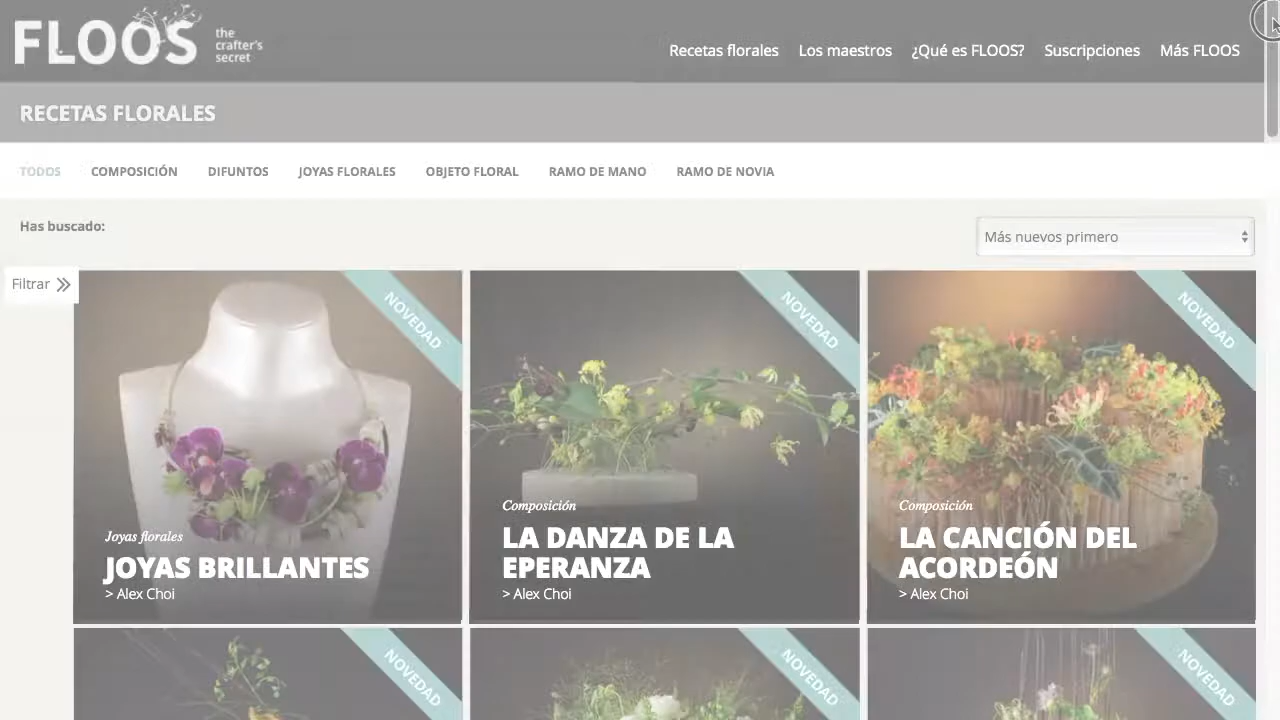 FLOOS
the
crafter's
secret
Recetas florales Los maestros ¿Qué es FLOOS? Suscripciones Más FLOOS
RECETAS FLORALES
TODOS COMPOSICIÓN DIFUNTOS JOYAS FLORALES OBJETO FLORAL RAMO DE MANO RAMO DE NOVIA
Has buscado:
Más nuevos primero
Filtrar
NOVEDAD
Joyas florales
JOYAS BRILLANTES
> Alex Choi
NOVEDAD
Composición
LA DANZA DE LA
EPERANZA
> Alex Choi
NOVEDAD
Composición
LA CANCIÓN DEL
ACORDEÓN
> Alex Choi
NOVEDAD
NOVEDAD
NOVEDAD